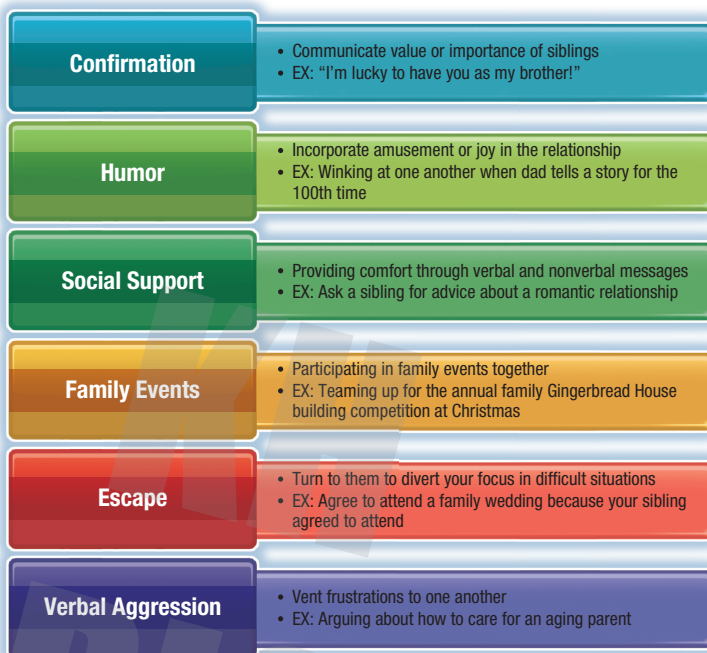 Confirmation
• Communicate value or importance of siblings
• EX: “I’m lucky to have you as my brother!”
Humor
• Incorporate amusement or joy in the relationship
• EX: Winking at one another when dad tells a story for the
100th time
Social Support
• Providing comfort through verbal and nonverbal messages
• EX: Ask a sibling for advice about a romantic relationship
Family Events
• Participating in family events together
• EX: Teaming up for the annual family Gingerbread House
building competition at Christmas
Escape
• Turn to them to divert your focus in difficult situations
• EX: Agree to attend a family wedding because your sibling
agreed to attend
Verbal Aggression
• Vent frustrations to one another
• EX: Arguing about how to care for an aging parent